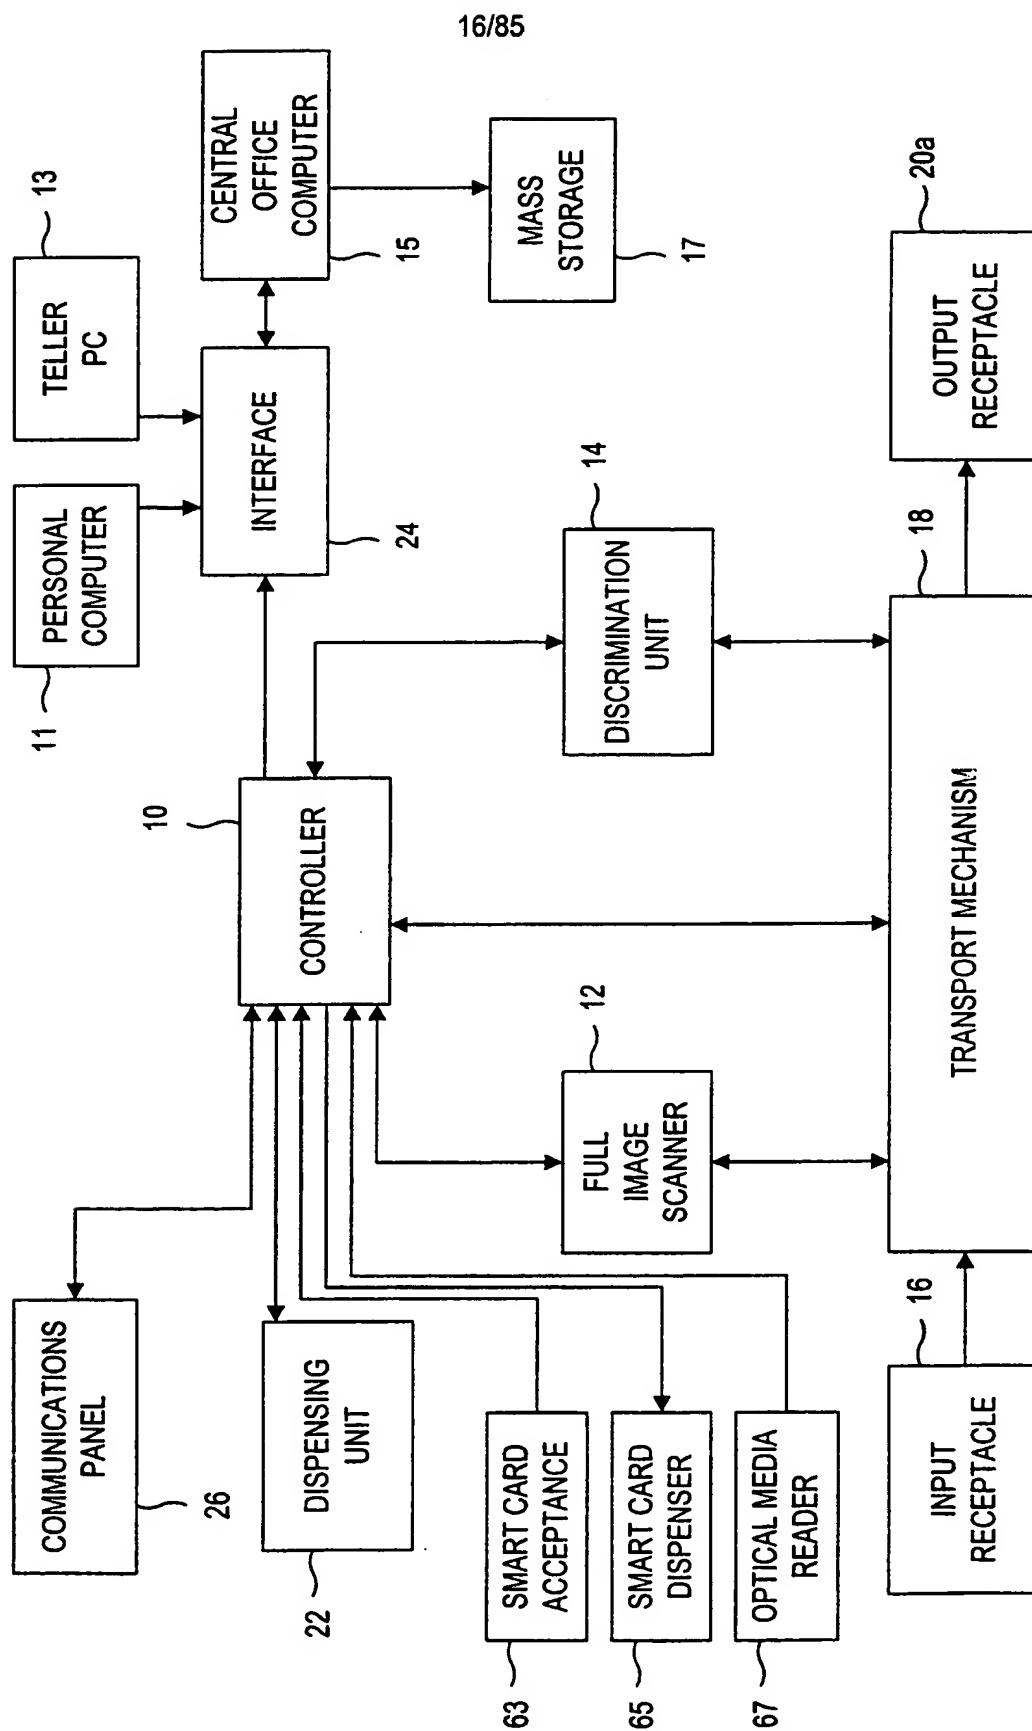 16/85
COMMUNICATIONS
PANEL
26
DISPENSING
UNIT
22
SMART CARD
ACCEPTANCE
63
SMART CARD
DISPENSER
65
OPTICAL MEDIA
READER
67
INPUT
RECEPTACLE
16
PERSONAL
COMPUTER
11
TELLER
PC
13
INTERFACE
24
CENTRAL
OFFICE
COMPUTER
15
MASS
STORAGE
17
CONTROLLER
10
FULL
IMAGE
SCANNER
12
DISCRIMINATION
UNIT
14
TRANSPORT MECHANISM
18
OUTPUT
RECEPTACLE
20a